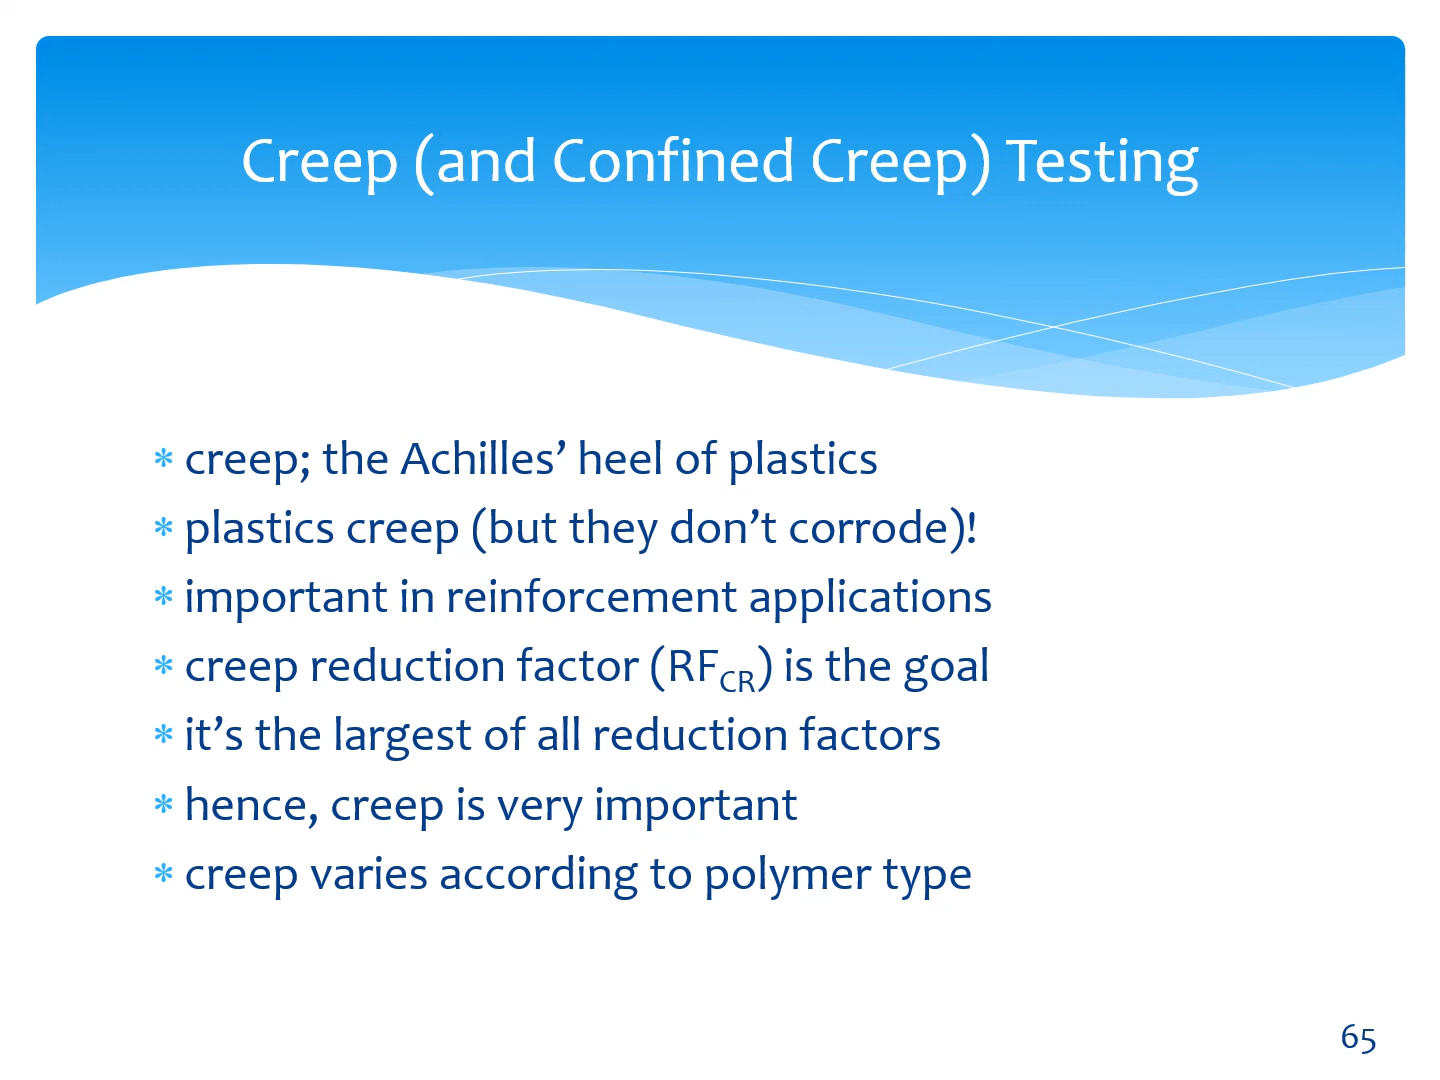 Creep (and Confined Creep) Testing
* creep; the Achilles’ heel of plastics
* plastics creep (but they don’t corrode)!
* important in reinforcement applications
* creep reduction factor (RF_CR) is the goal
* it’s the largest of all reduction factors
* hence, creep is very important
* creep varies according to polymer type
65